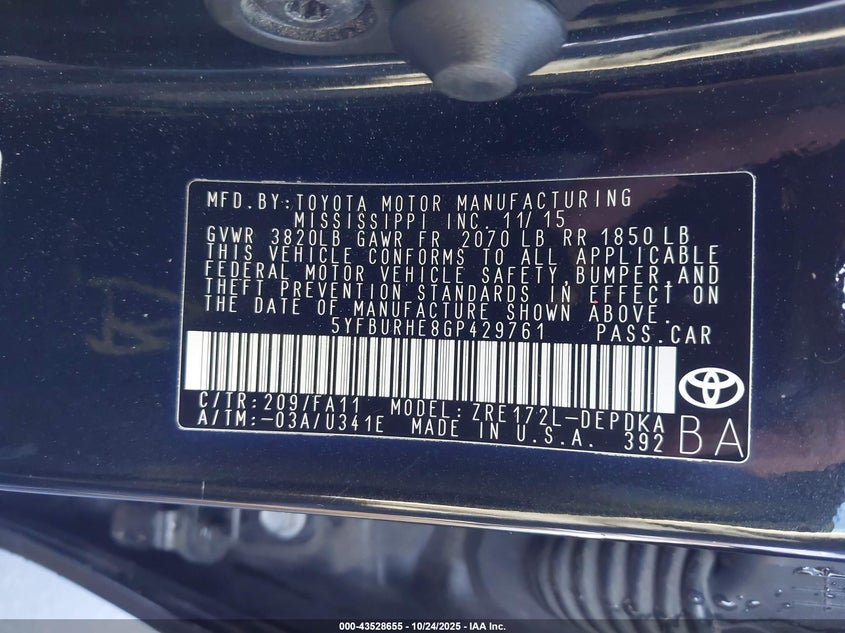 MFD.BY:TOYOTA MOTOR MANUFACTURING
MISSISSIPPI INC. 11/15
GVWR 3820LB GAWR FR 2070 LB RR 1850 LB
THIS VEHICLE CONFORMS TO ALL APPLICABLE
FEDERAL MOTOR VEHICLE SAFETY, BUMPER, AND
THEFT PREVENTION STANDARDS IN EFFECT ON
THE DATE OF MANUFACTURE SHOWN ABOVE.
5YFBURHE8GP429761 PASS.CAR
C/TR:209/FA11 MODEL:ZRE172L-DEPDKA
A/TM:-03A/U341E MADE IN U.S.A. 392
BA
000-43528655 - 10/24/2025 - IAA Inc.